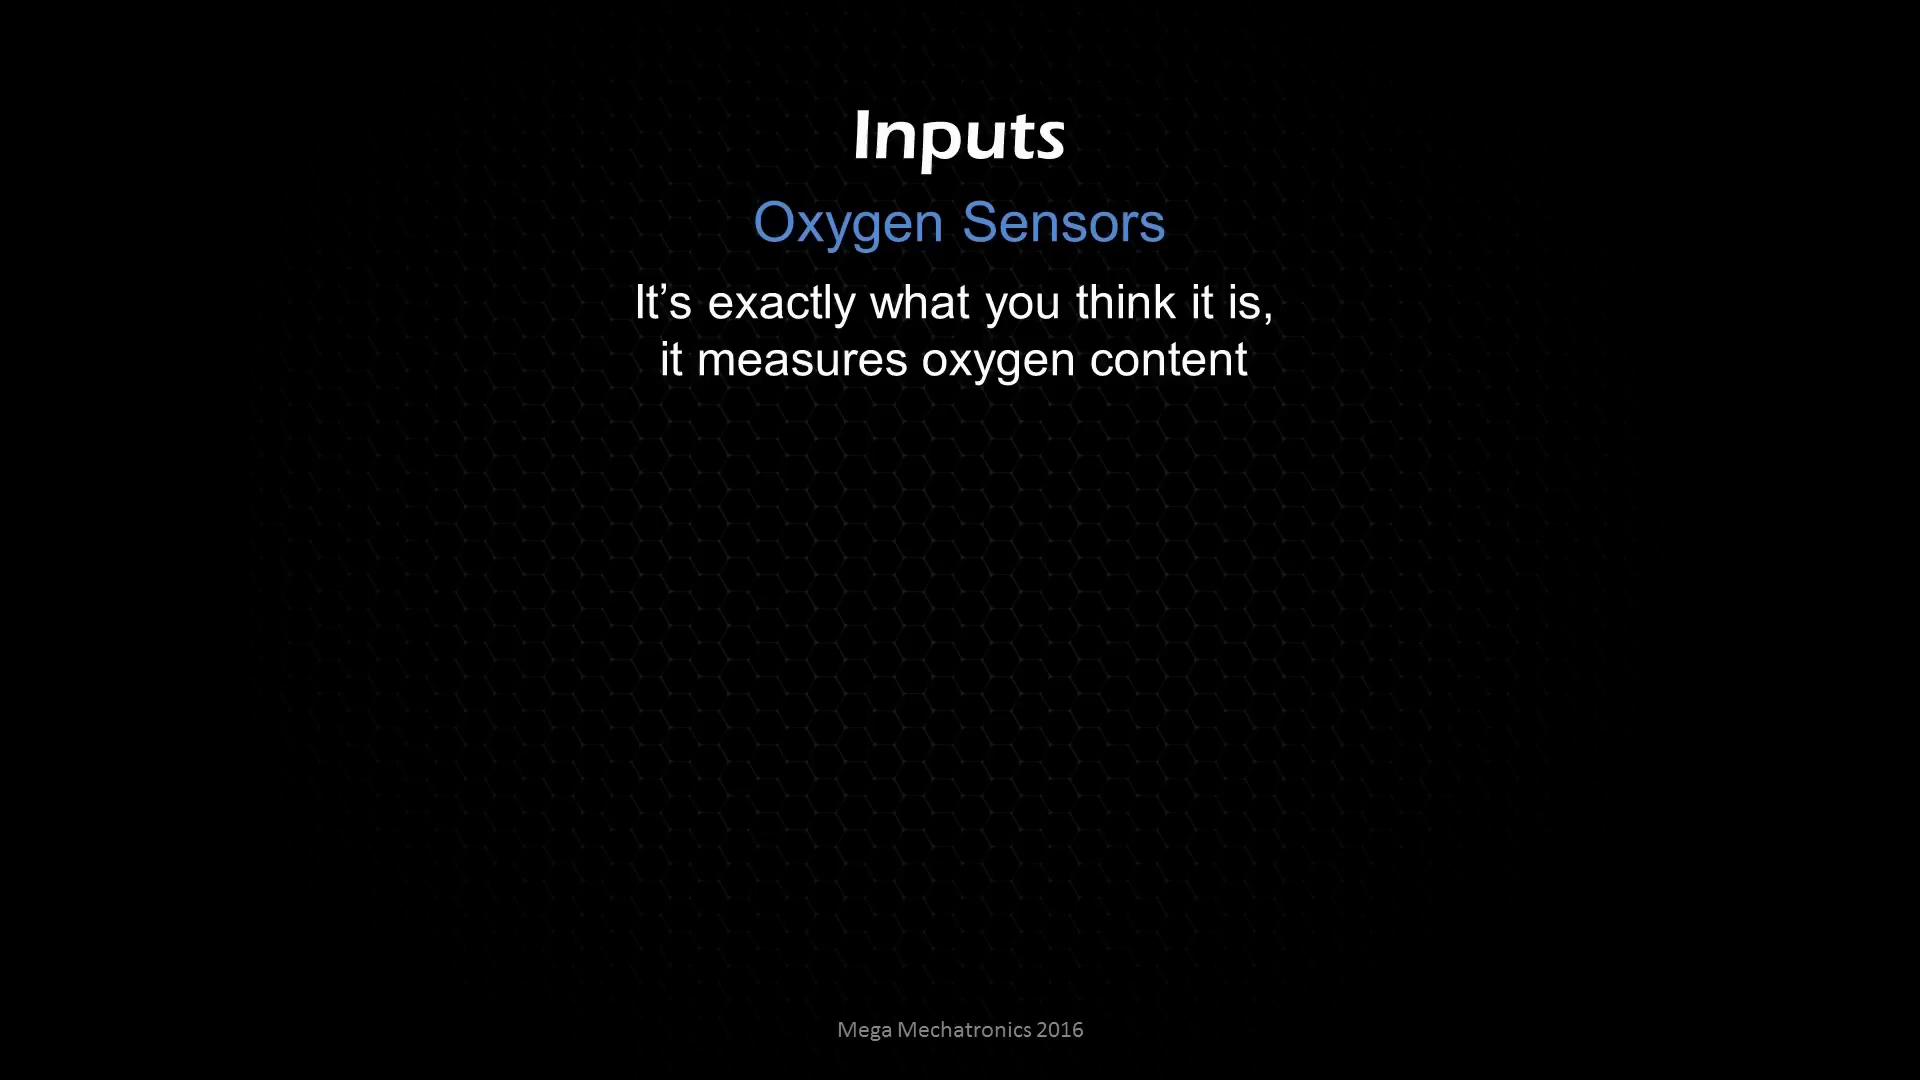 Inputs
Oxygen Sensors
It’s exactly what you think it is,
it measures oxygen content
Mega Mechatronics 2016